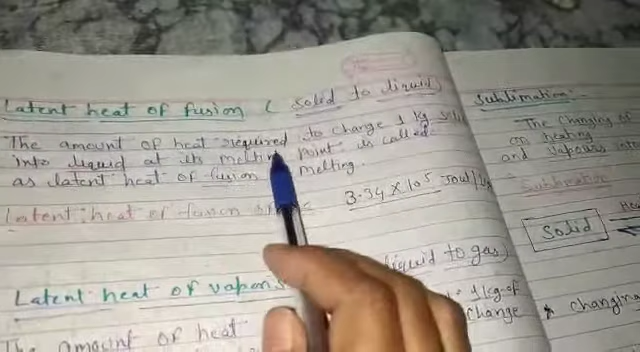 Latent heat of fusion ( Solid to liquid)
The amount of heat required to change 1 kg
into liquid at its melting point is called
as latent heat of fusion melting.
Latent heat of
3.34 × 10⁵ Joul/
Latent heat of liquid to gas)
The amount of heat
1 kg of
change
Sublimation :-
The Changing of
on heating
and vapours into
Sublimation
Solid
* changing